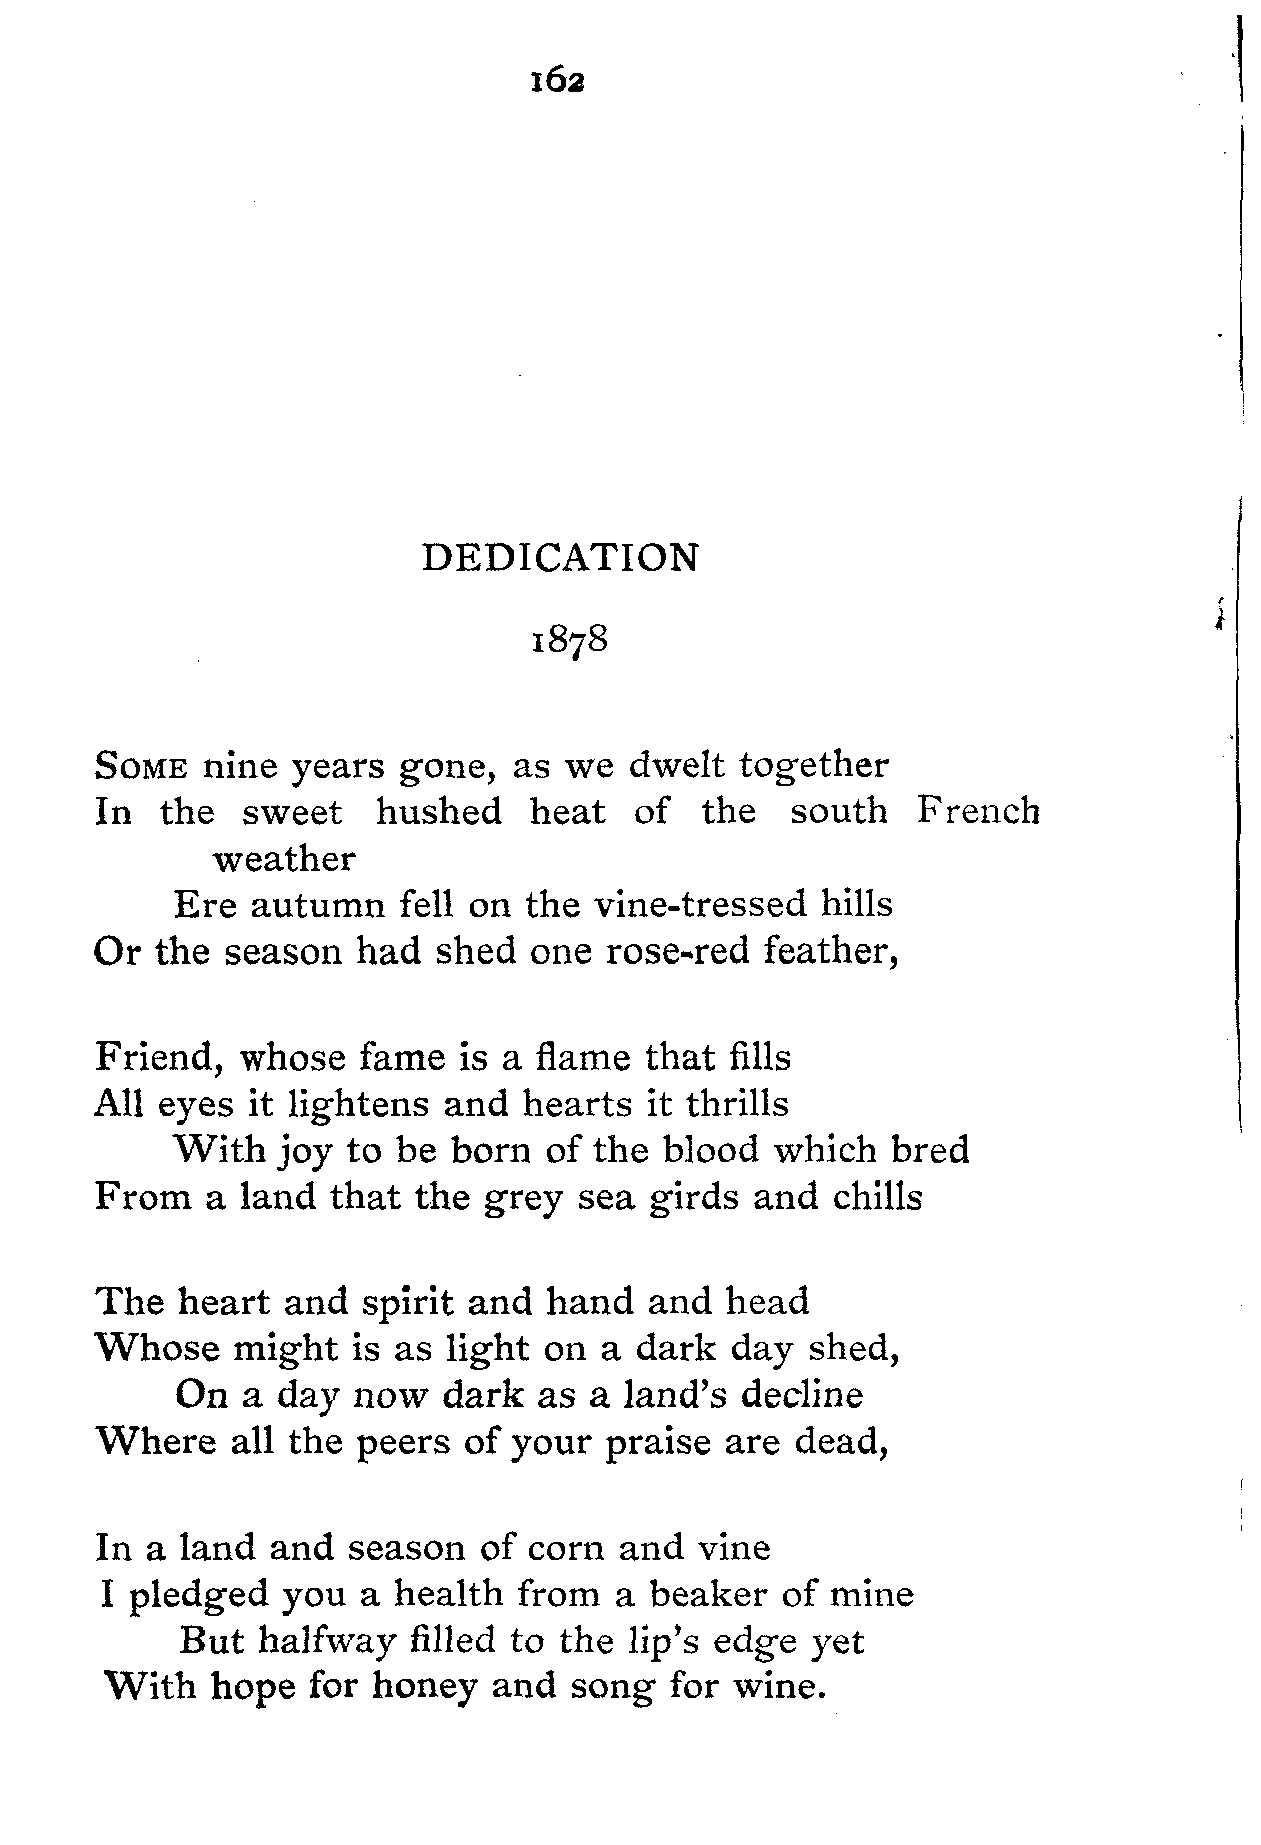 162
DEDICATION
1878
SOME nine years gone, as we dwelt together
In the sweet hushed heat of the south French
weather
Ere autumn fell on the vine-tressed hills
Or the season had shed one rose-red feather,
Friend, whose fame is a flame that fills
All eyes it lightens and hearts it thrills
With joy to be born of the blood which bred
From a land that the grey sea girds and chills
The heart and spirit and hand and head
Whose might is as light on a dark day shed,
On a day now dark as a land's decline
Where all the peers of your praise are dead,
In a land and season of corn and vine
I pledged you a health from a beaker of mine
But halfway filled to the lip's edge yet
With hope for honey and song for wine.